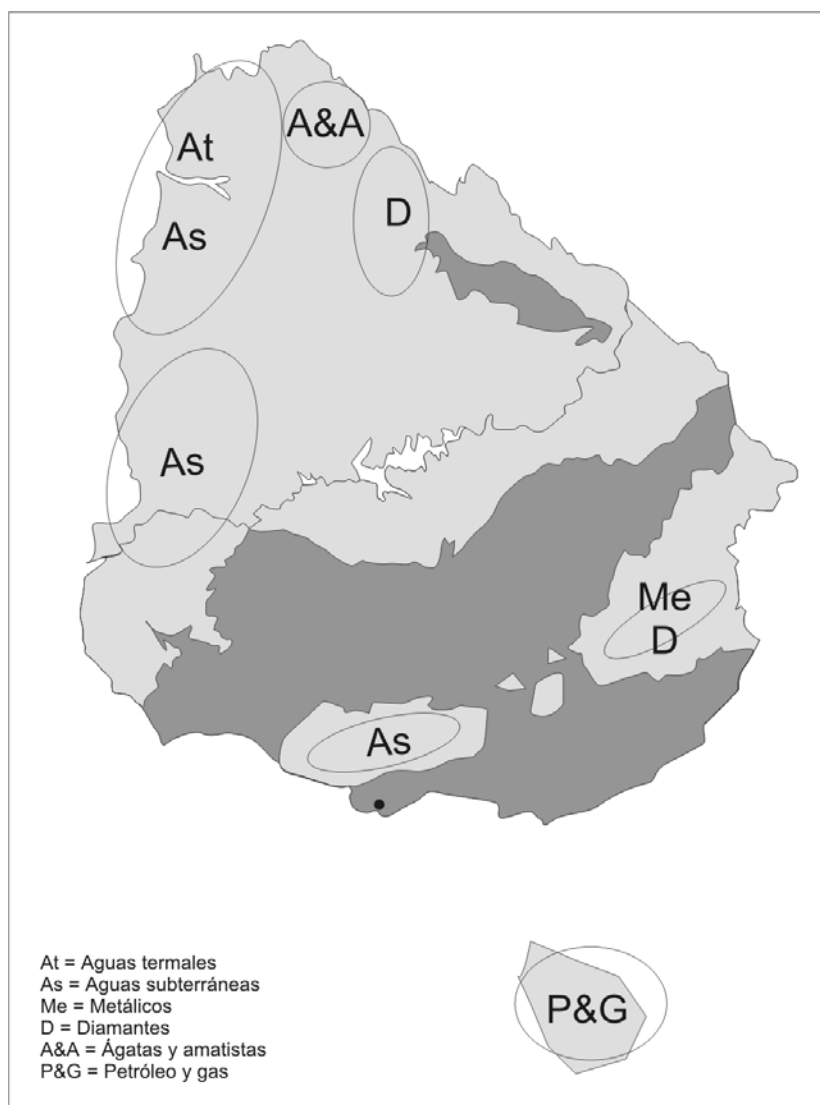 A&A
At
D
As
As
Me
D
As
P&G
At = Aguas termales
As = Aguas subterráneas
Me = Metálicos
D = Diamantes
A&A = Ágatas y amatistas
P&G = Petróleo y gas